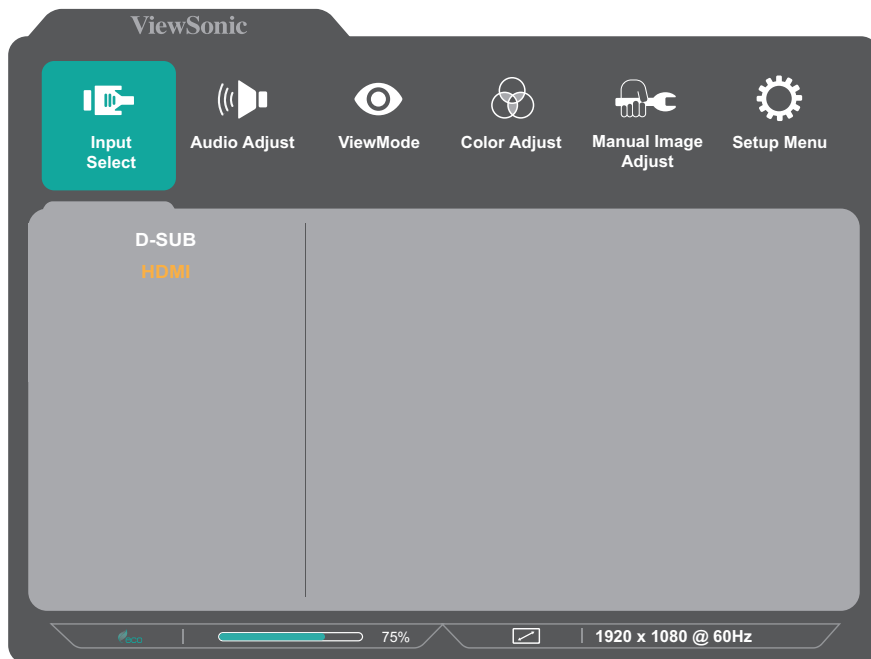 ViewSonic
Input
Select
Audio Adjust
ViewMode
Color Adjust
Manual Image
Adjust
Setup Menu
D-SUB
HDMI
eco
75%
1920 x 1080 @ 60Hz